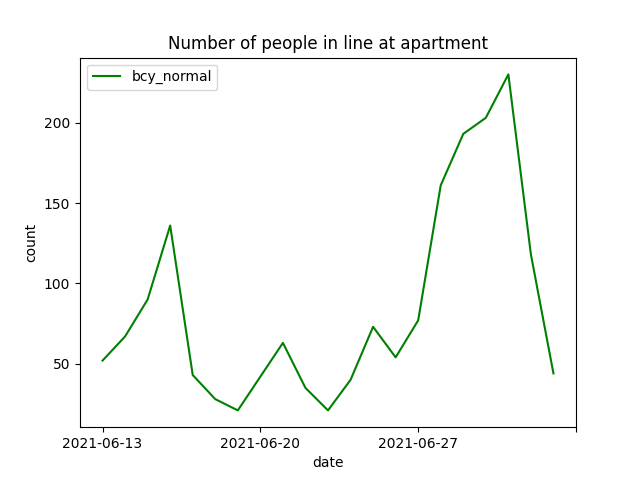 Number of people in line at apartment
bcy_normal
200
150
100
50
count
2021-06-13 2021-06-20 2021-06-27
date